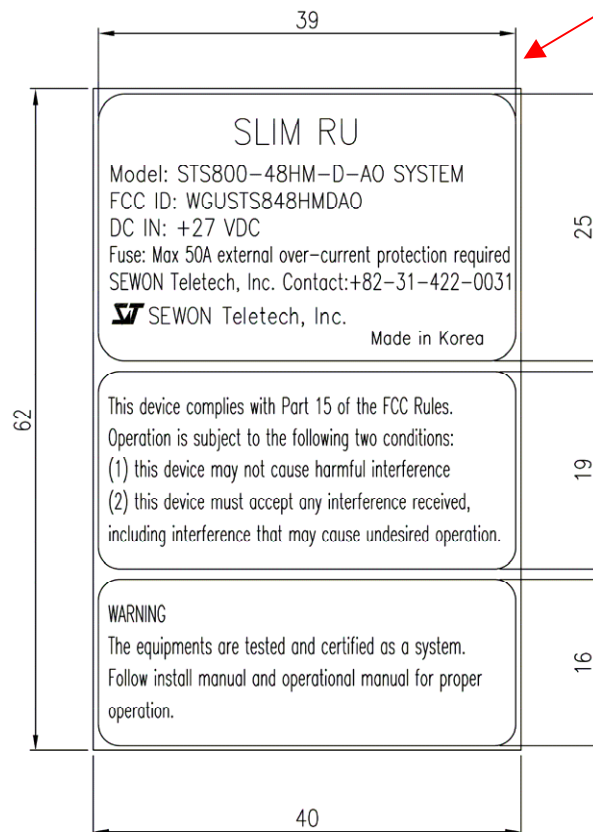 39
SLIM RU
Model: STS800-48HM-D-AO SYSTEM
FCC ID: WGUSTS848HMDAO
DC IN: +27 VDC
Fuse: Max 50A external over-current protection required
SEWON Teletech, Inc. Contact:+82-31-422-0031
ST SEWON Teletech, Inc.
Made in Korea
25
62
This device complies with Part 15 of the FCC Rules.
Operation is subject to the following two conditions:
(1) this device may not cause harmful interference
(2) this device must accept any interference received,
including interference that may cause undesired operation.
19
WARNING
The equipments are tested and certified as a system.
Follow install manual and operational manual for proper
operation.
16
40